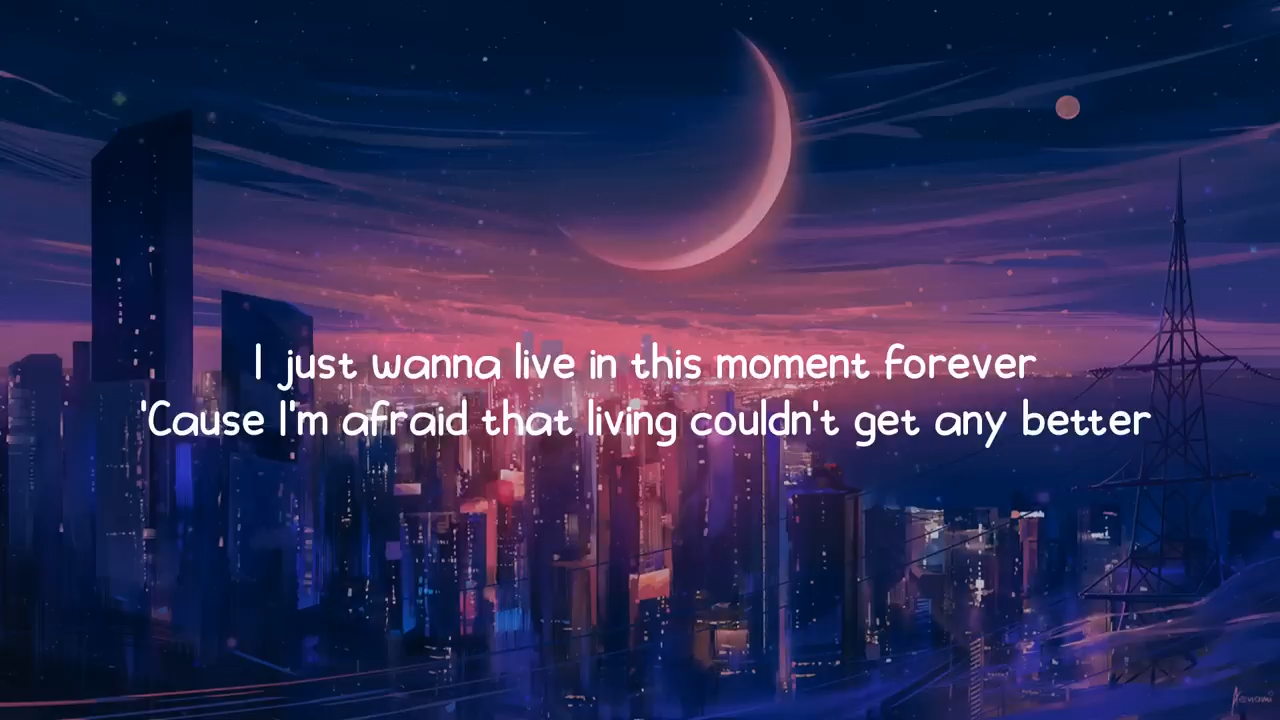 I just wanna live in this moment forever
'Cause I'm afraid that living couldn't get any better